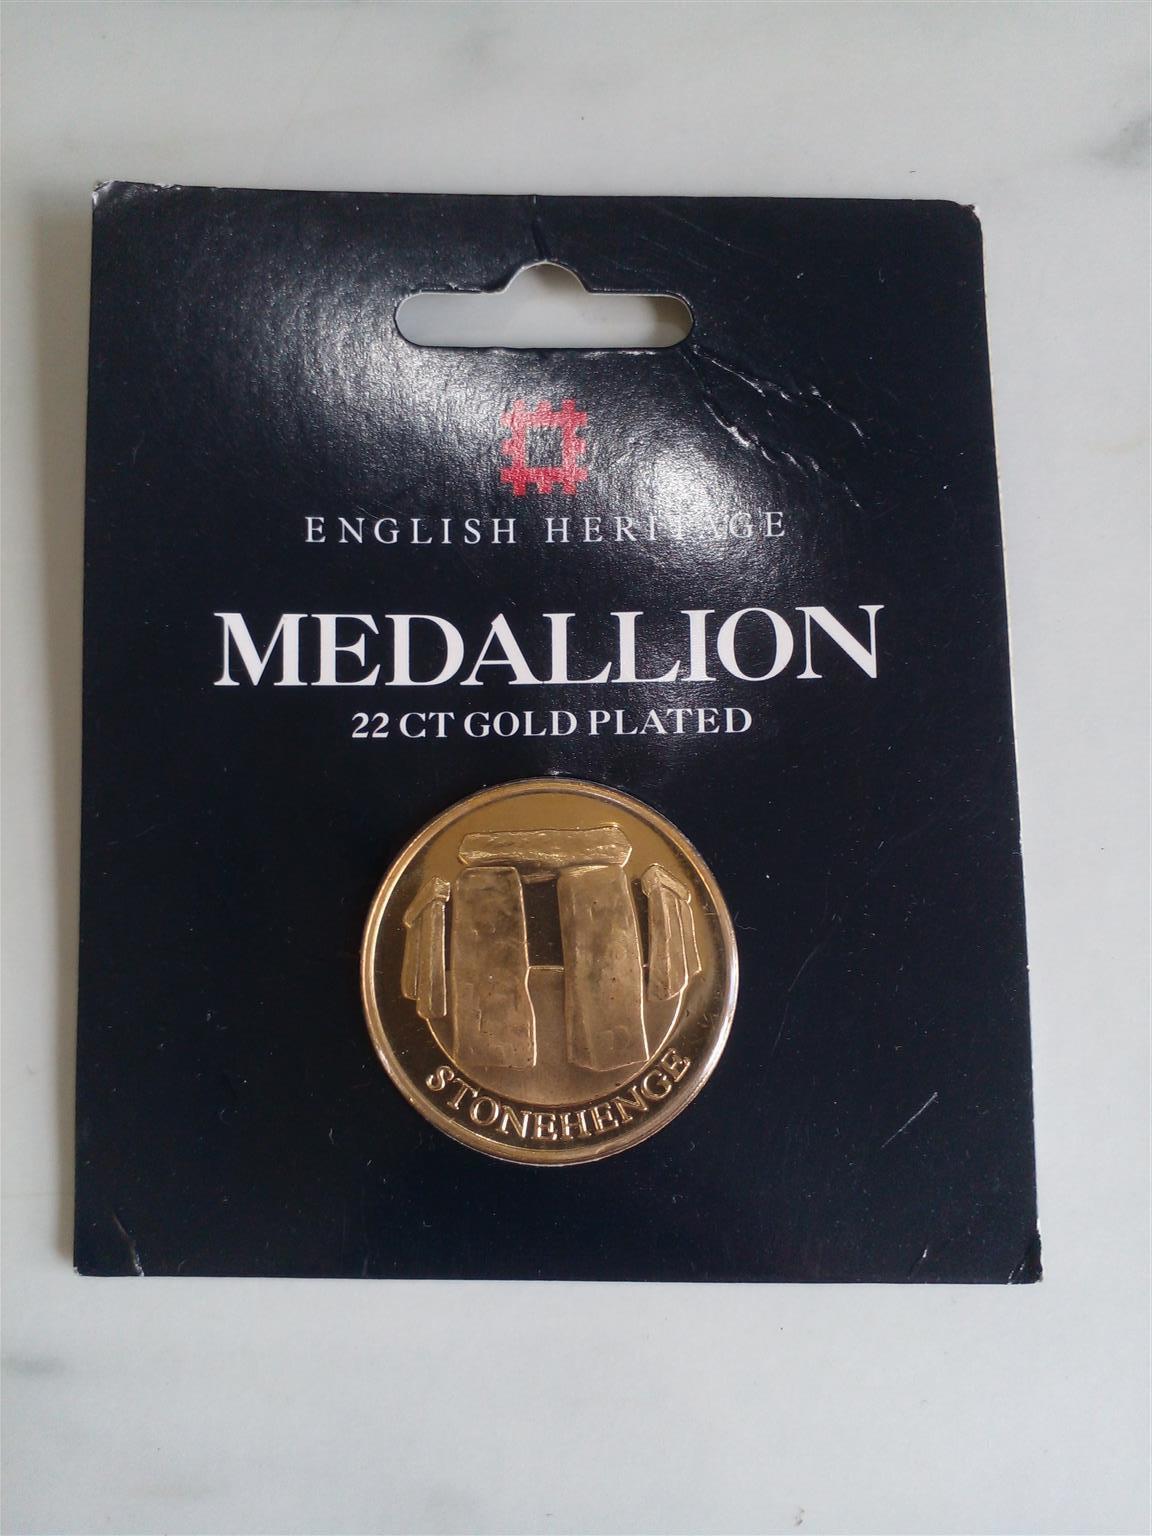 ENGLISH HERITAGE
MEDALLION
22 CT GOLD PLATED
STONEHENGE